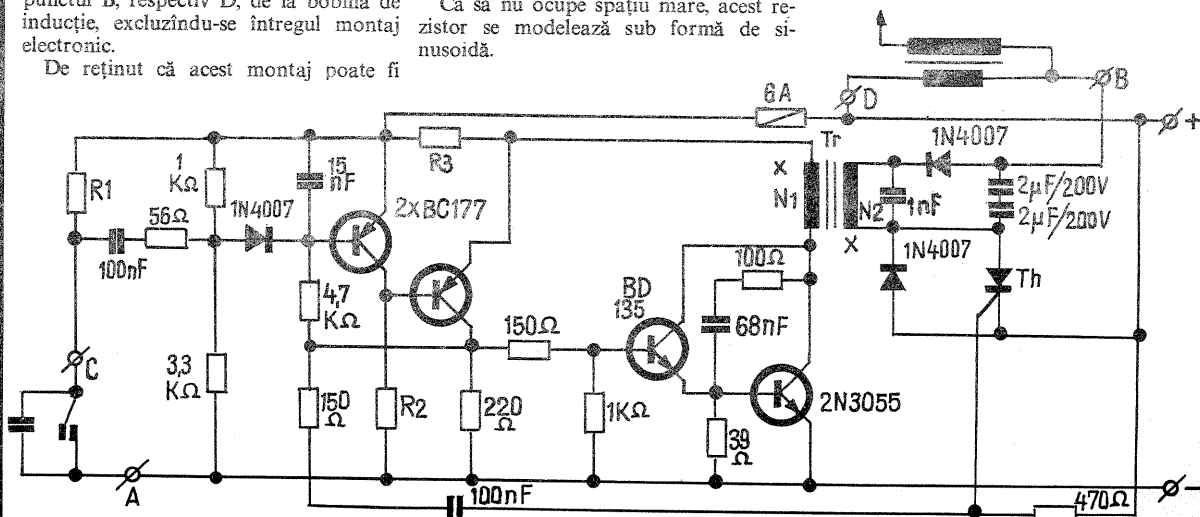 punctul B, respectiv D, de la bobina de
inducție, excluzîndu-se întregul montaj
electronic.
De reținut că acest montaj poate fi
Ca să nu ocupe spațiu mare, acest re-
zistor se modelează sub formă de si-
nusoidă.
B
D
6A
+
Tr
1N4007
1
KΩ
15
nF
R3
X
N1
N2
X
1nF
2µF/200V
2µF/200V
R1
56Ω
1N4007
2xBC177
100nF
1N4007
Th
4,7
KΩ
BD
135
100Ω
68nF
150Ω
C
3,3
KΩ
150
Ω
R2
220
Ω
1KΩ
2N3055
39
Ω
A
100nF
470Ω
−